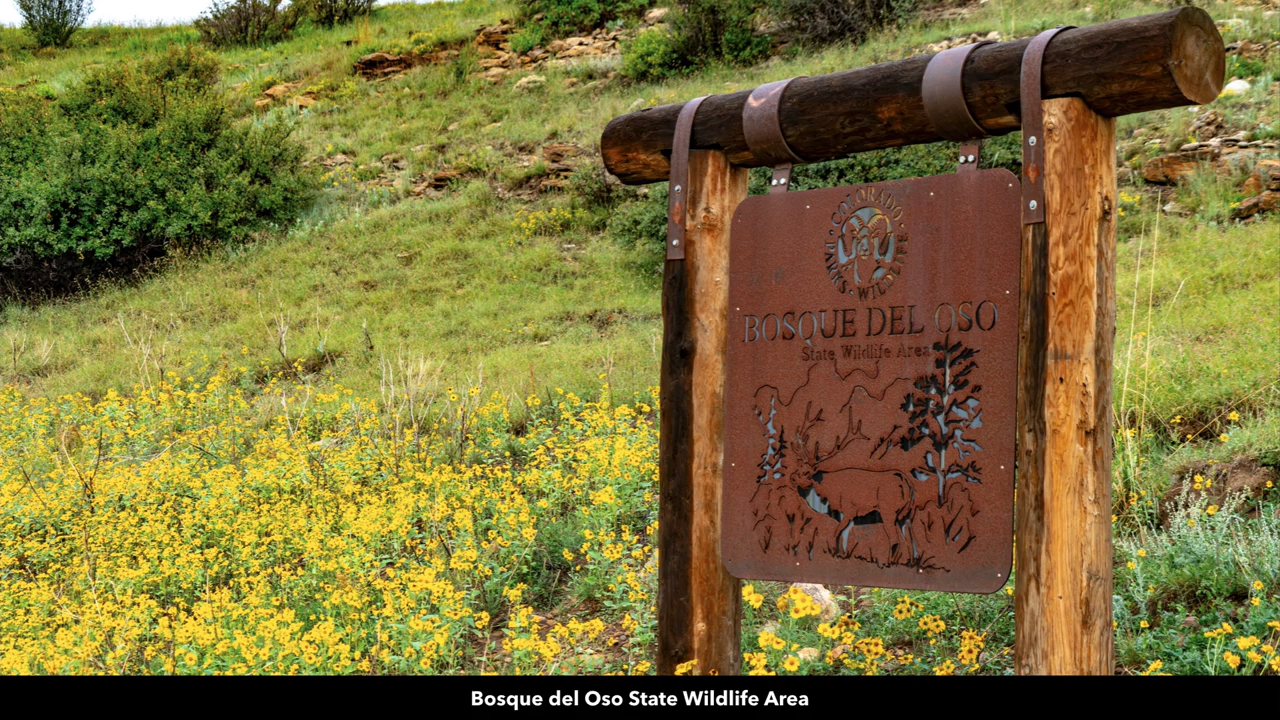 COLORADO
PARKS • WILDLIFE
BOSQUE DEL OSO
State Wildlife Area
Bosque del Oso State Wildlife Area